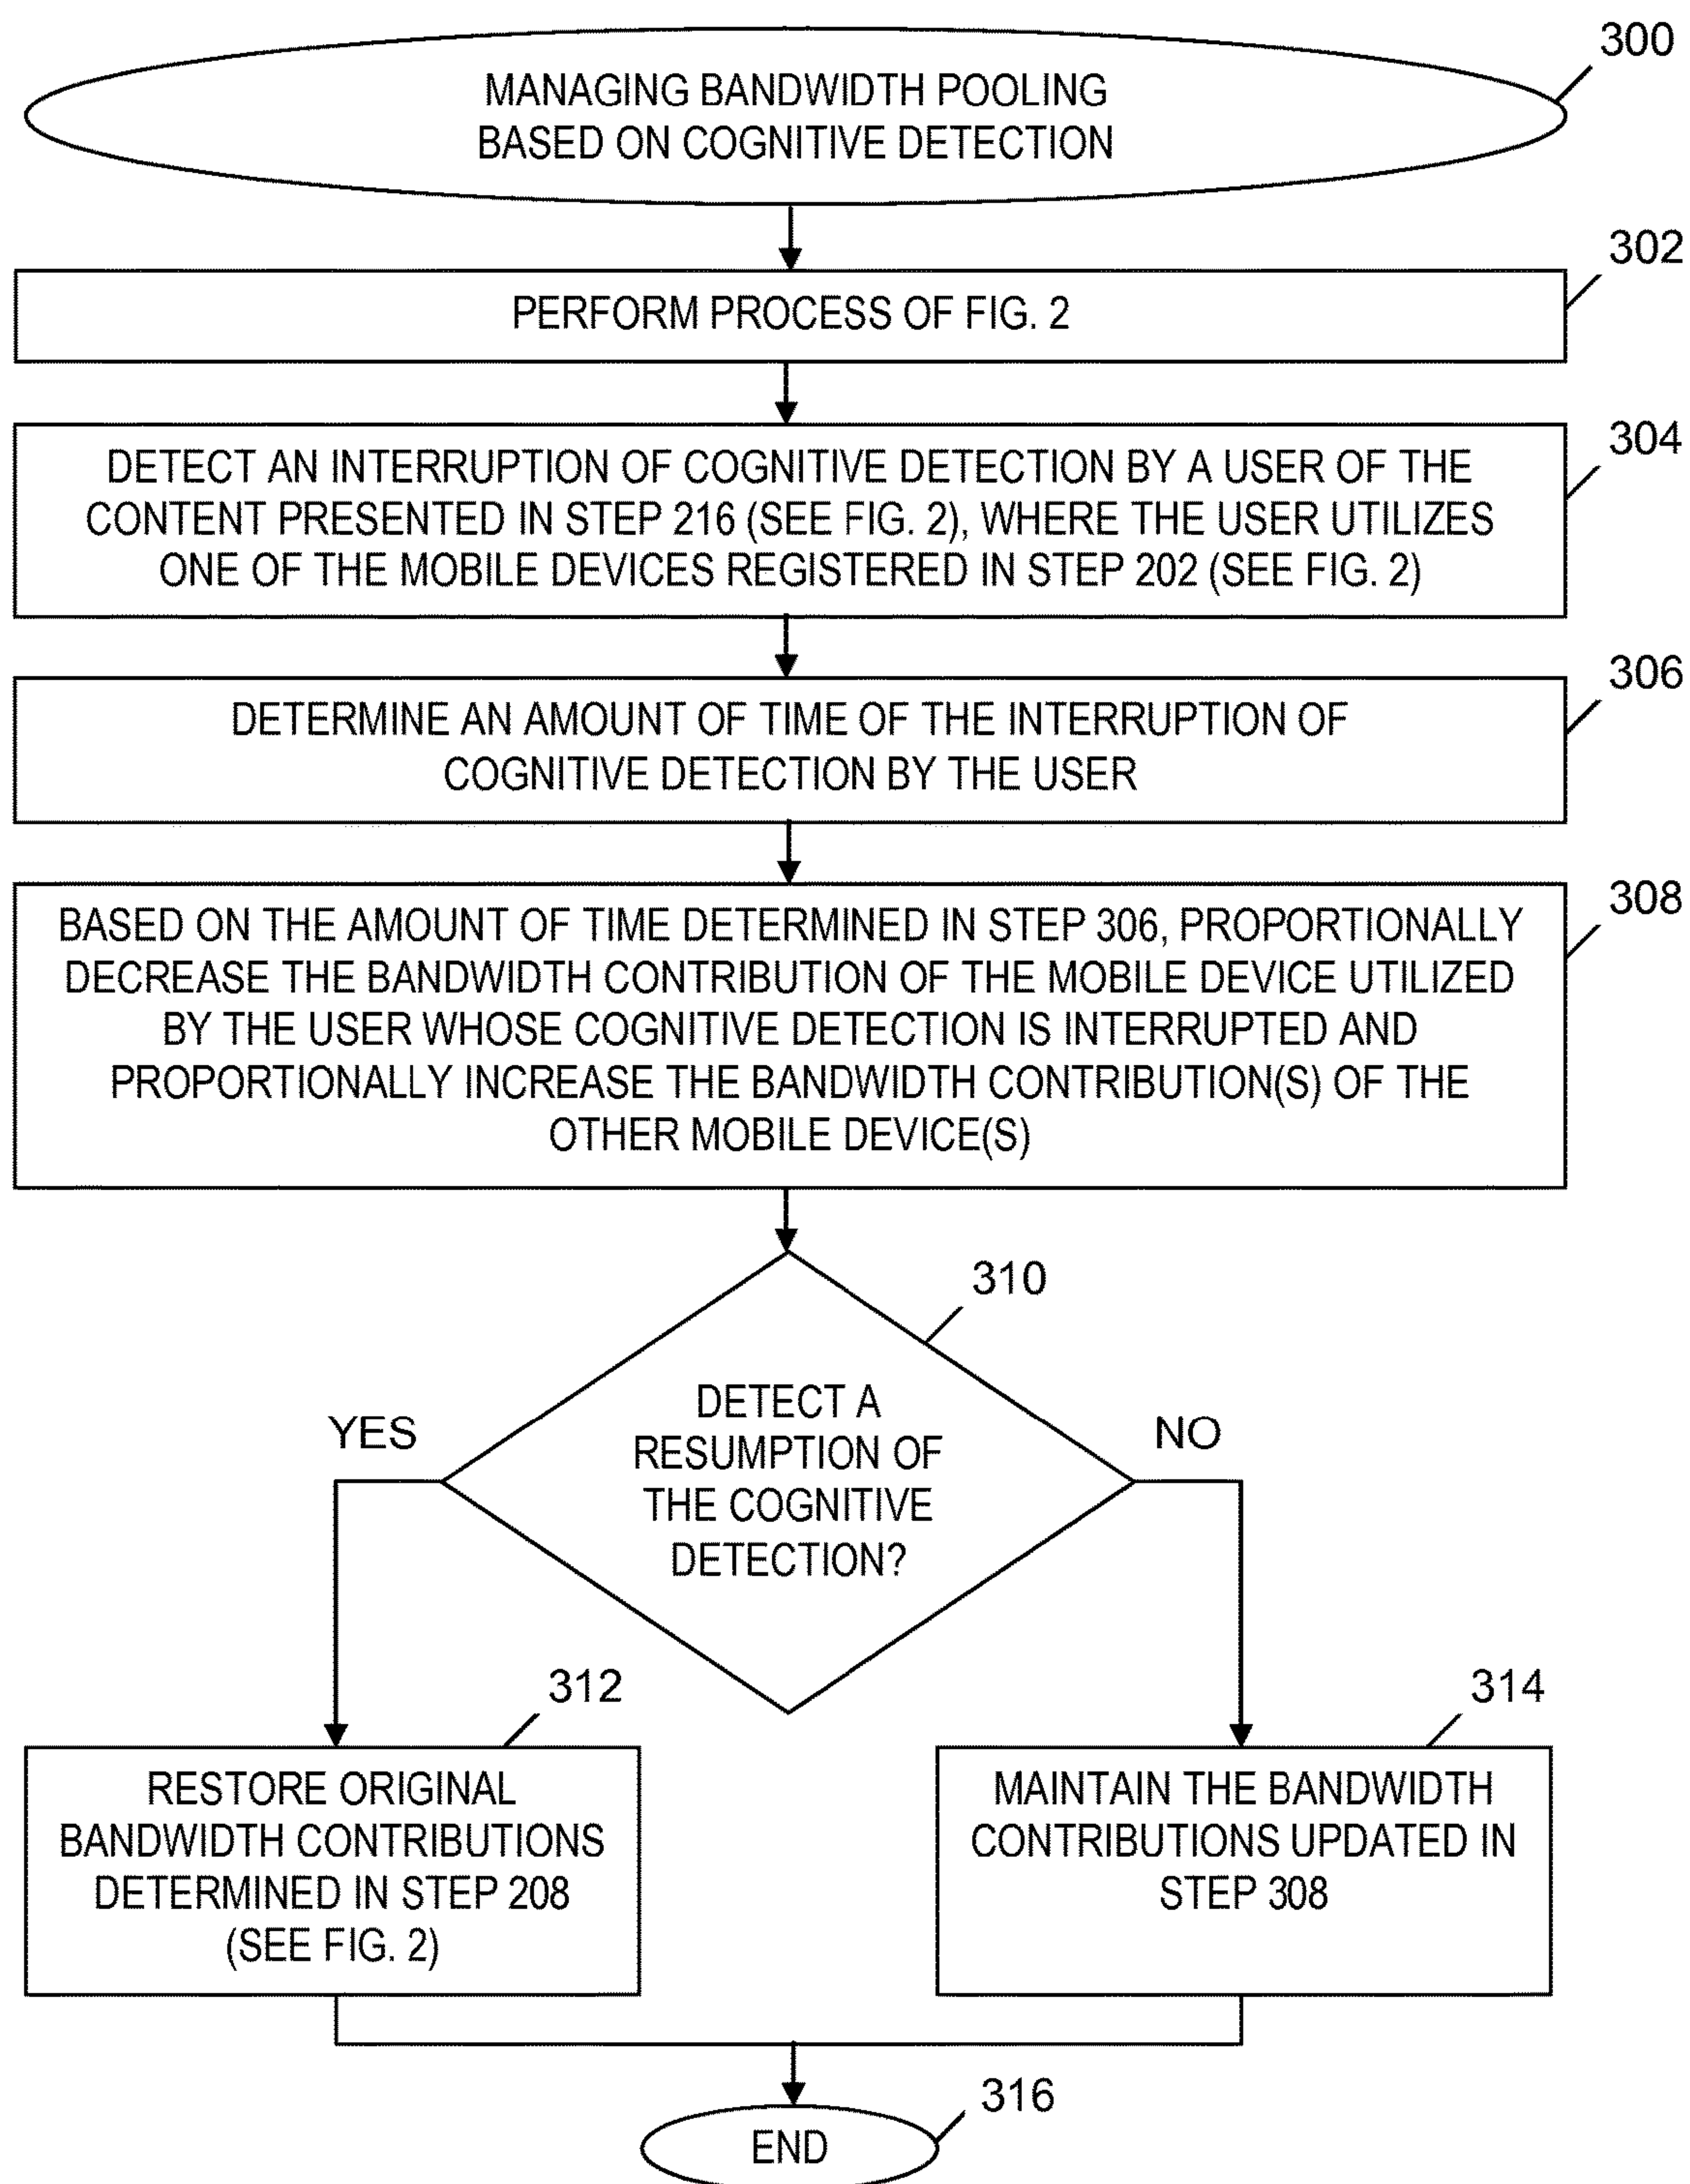 300
MANAGING BANDWIDTH POOLING
BASED ON COGNITIVE DETECTION
302
PERFORM PROCESS OF FIG. 2
304
DETECT AN INTERRUPTION OF COGNITIVE DETECTION BY A USER OF THE
CONTENT PRESENTED IN STEP 216 (SEE FIG. 2), WHERE THE USER UTILIZES
ONE OF THE MOBILE DEVICES REGISTERED IN STEP 202 (SEE FIG. 2)
306
DETERMINE AN AMOUNT OF TIME OF THE INTERRUPTION OF
COGNITIVE DETECTION BY THE USER
308
BASED ON THE AMOUNT OF TIME DETERMINED IN STEP 306, PROPORTIONALLY
DECREASE THE BANDWIDTH CONTRIBUTION OF THE MOBILE DEVICE UTILIZED
BY THE USER WHOSE COGNITIVE DETECTION IS INTERRUPTED AND
PROPORTIONALLY INCREASE THE BANDWIDTH CONTRIBUTION(S) OF THE
OTHER MOBILE DEVICE(S)
310
DETECT A
RESUMPTION OF
THE COGNITIVE
DETECTION?
YES
NO
312
RESTORE ORIGINAL
BANDWIDTH CONTRIBUTIONS
DETERMINED IN STEP 208
(SEE FIG. 2)
314
MAINTAIN THE BANDWIDTH
CONTRIBUTIONS UPDATED IN
STEP 308
316
END